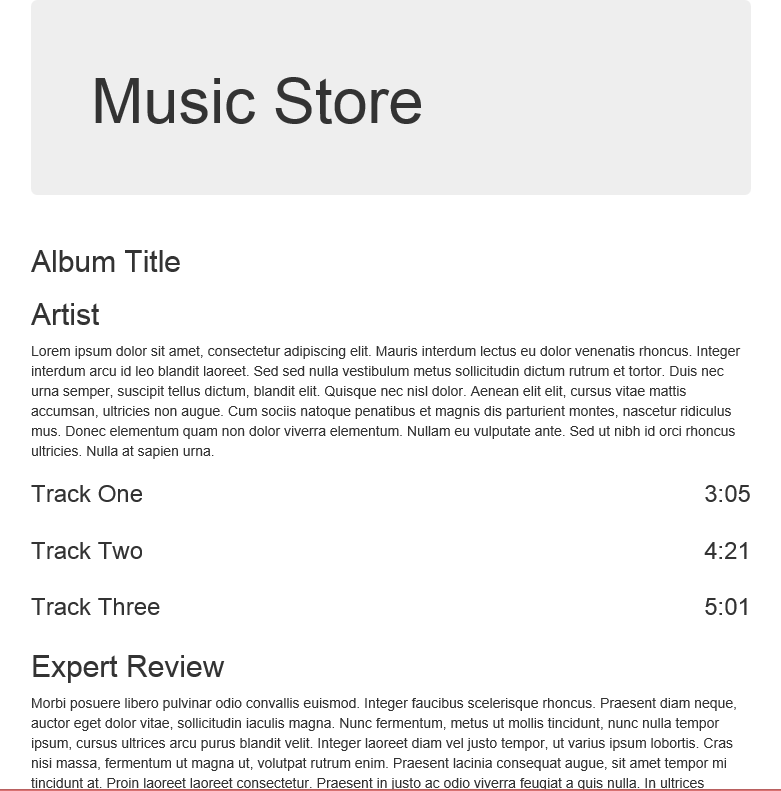 Music Store
Album Title
Artist
Lorem ipsum dolor sit amet, consectetur adipiscing elit. Mauris interdum lectus eu dolor venenatis rhoncus. Integer
interdum arcu id leo blandit laoreet. Sed sed nulla vestibulum metus sollicitudin dictum rutrum et tortor. Duis nec
urna semper, suscipit tellus dictum, blandit elit. Quisque nec nisl dolor. Aenean elit elit, cursus vitae mattis
accumsan, ultricies non augue. Cum sociis natoque penatibus et magnis dis parturient montes, nascetur ridiculus
mus. Donec elementum quam non dolor viverra elementum. Nullam eu vulputate ante. Sed ut nibh id orci rhoncus
ultricies. Nulla at sapien urna.
Track One 3:05
Track Two 4:21
Track Three 5:01
Expert Review
Morbi posuere libero pulvinar odio convallis euismod. Integer faucibus scelerisque rhoncus. Praesent diam neque,
auctor eget dolor vitae, sollicitudin iaculis magna. Nunc fermentum, metus ut mollis tincidunt, nunc nulla tempor
ipsum, cursus ultrices arcu purus blandit velit. Integer laoreet diam vel justo tempor, ut varius ipsum lobortis. Cras
nisi massa, fermentum ut magna ut, volutpat rutrum enim. Praesent lacinia consequat augue, sit amet tempor mi
tincidunt at. Proin laoreet laoreet consectetur. Praesent in justo ac odio viverra feugiat a quis nulla. In ultrices